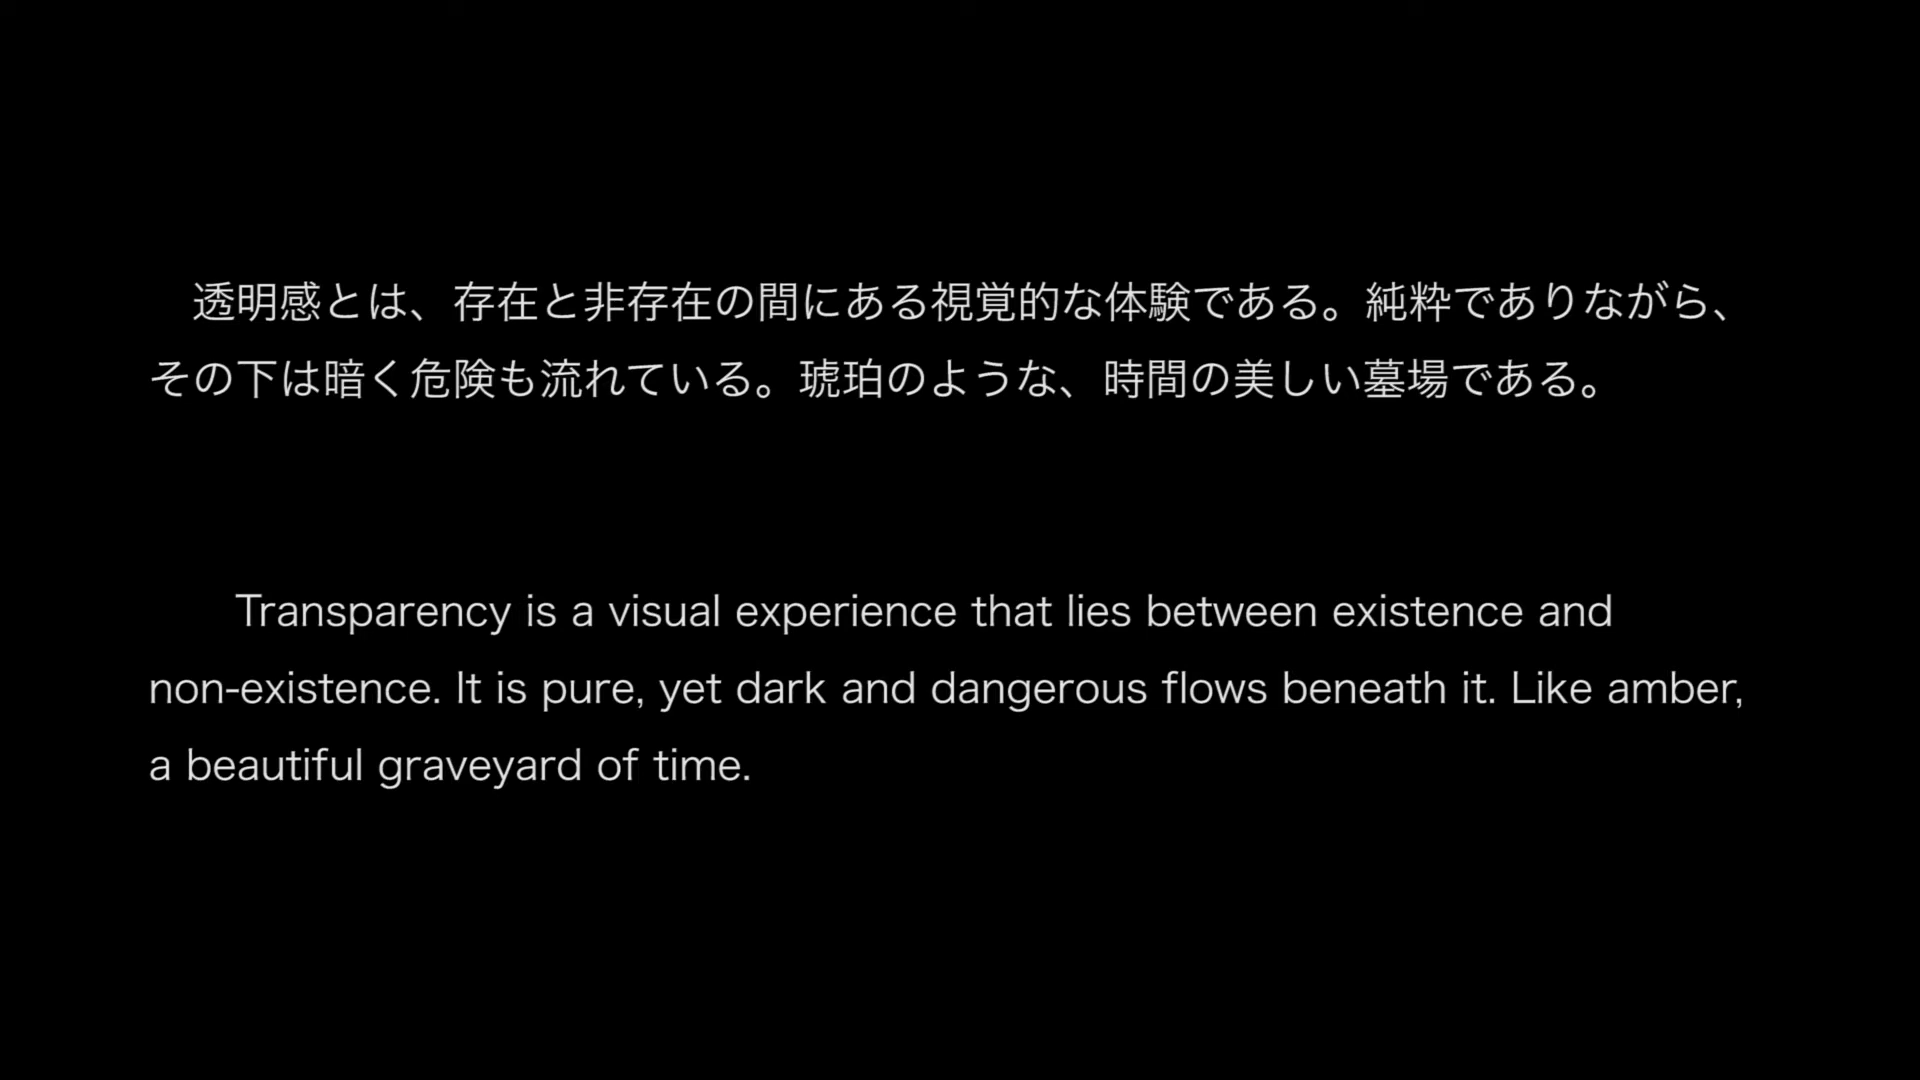 透明感とは、存在と非存在の間にある視覚的な体験である。純粋でありながら、
その下は暗く危険も流れている。琥珀のような、時間の美しい墓場である。
Transparency is a visual experience that lies between existence and
non-existence. It is pure, yet dark and dangerous flows beneath it. Like amber,
a beautiful graveyard of time.